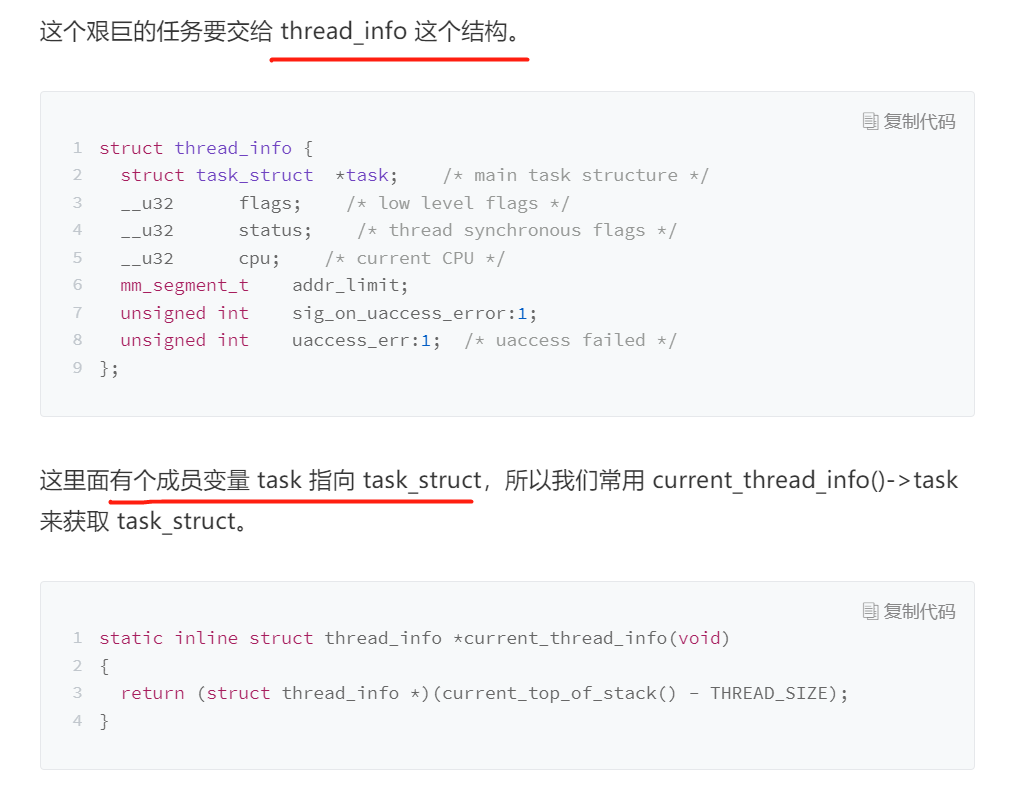 这个艰巨的任务要交给 thread_info 这个结构。
复制代码
1 struct thread_info {
2   struct task_struct  *task;    /* main task structure */
3   __u32      flags;    /* low level flags */
4   __u32      status;    /* thread synchronous flags */
5   __u32      cpu;    /* current CPU */
6   mm_segment_t    addr_limit;
7   unsigned int    sig_on_uaccess_error:1;
8   unsigned int    uaccess_err:1;  /* uaccess failed */
9 };
这里面有个成员变量 task 指向 task_struct，所以我们常用 current_thread_info()->task
来获取 task_struct。
复制代码
1 static inline struct thread_info *current_thread_info(void)
2 {
3   return (struct thread_info *)(current_top_of_stack() - THREAD_SIZE);
4 }